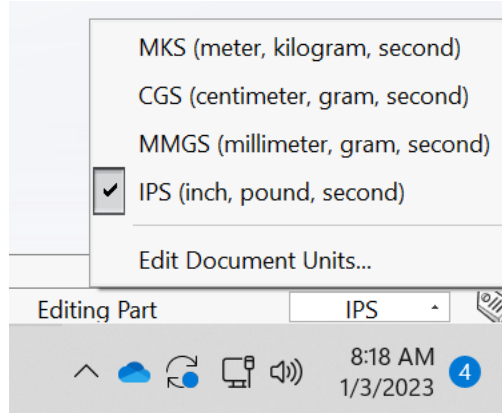 MKS (meter, kilogram, second)
CGS (centimeter, gram, second)
MMGS (millimeter, gram, second)
IPS (inch, pound, second)
Edit Document Units...
Editing Part
IPS
8:18 AM
1/3/2023
4